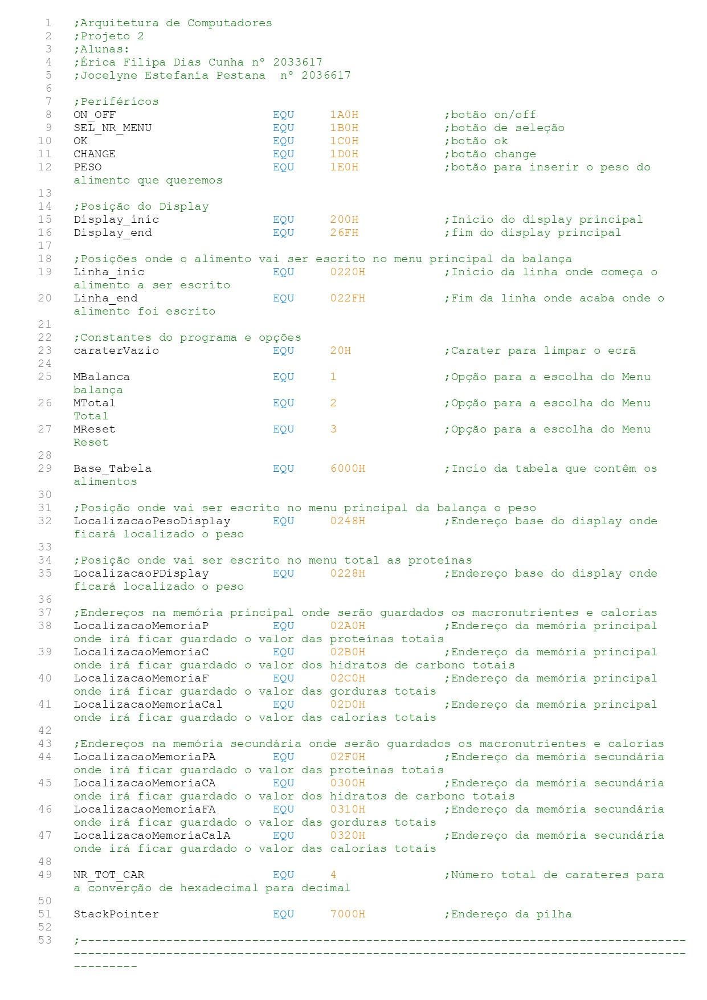 1 ;Arquitetura de Computadores
2 ;Projeto 2
3 ;Alunas:
4 ;Érica Filipa Dias Cunha nº 2033617
5 ;Jocelyne Estefanía Pestana  nº 2036617
6
7 ;Periféricos
8 ON_OFF EQU 1A0H ;botão on/off
9 SEL_NR_MENU EQU 1B0H ;botão de seleção
10 OK EQU 1C0H ;botão ok
11 CHANGE EQU 1D0H ;botão change
12 PESO EQU 1E0H ;botão para inserir o peso do
alimento que queremos
13
14 ;Posição do Display
15 Display_inic EQU 200H ;Inicio do display principal
16 Display_end EQU 26FH ;fim do display principal
17
18 ;Posições onde o alimento vai ser escrito no menu principal da balança
19 Linha_inic EQU 0220H ;Inicio da linha onde começa o
alimento a ser escrito
20 Linha_end EQU 022FH ;Fim da linha onde acaba onde o
alimento foi escrito
21
22 ;Constantes do programa e opções
23 caraterVazio EQU 20H ;Carater para limpar o ecrã
24
25 MBalanca EQU 1 ;Opção para a escolha do Menu
balança
26 MTotal EQU 2 ;Opção para a escolha do Menu
Total
27 MReset EQU 3 ;Opção para a escolha do Menu
Reset
28
29 Base_Tabela EQU 6000H ;Incio da tabela que contêm os
alimentos
30
31 ;Posição onde vai ser escrito no menu principal da balança o peso
32 LocalizacaoPesoDisplay EQU 0248H ;Endereço base do display onde
ficará localizado o peso
33
34 ;Posição onde vai ser escrito no menu total as proteínas
35 LocalizacaoPDisplay EQU 0228H ;Endereço base do display onde
ficará localizado o peso
36
37 ;Endereços na memória principal onde serão guardados os macronutrientes e calorias
38 LocalizacaoMemoriaP EQU 02A0H ;Endereço da memória principal
onde irá ficar guardado o valor das proteínas totais
39 LocalizacaoMemoriaC EQU 02B0H ;Endereço da memória principal
onde irá ficar guardado o valor dos hidratos de carbono totais
40 LocalizacaoMemoriaF EQU 02C0H ;Endereço da memória principal
onde irá ficar guardado o valor das gorduras totais
41 LocalizacaoMemoriaCal EQU 02D0H ;Endereço da memória principal
onde irá ficar guardado o valor das calorias totais
42
43 ;Endereços na memória secundária onde serão guardados os macronutrientes e calorias
44 LocalizacaoMemoriaPA EQU 02F0H ;Endereço da memória secundária
onde irá ficar guardado o valor das proteínas totais
45 LocalizacaoMemoriaCA EQU 0300H ;Endereço da memória secundária
onde irá ficar guardado o valor dos hidratos de carbono totais
46 LocalizacaoMemoriaFA EQU 0310H ;Endereço da memória secundária
onde irá ficar guardado o valor das gorduras totais
47 LocalizacaoMemoriaCalA EQU 0320H ;Endereço da memória secundária
onde irá ficar guardado o valor das calorias totais
48
49 NR_TOT_CAR EQU 4 ;Número total de carateres para
a converção de hexadecimal para decimal
50
51 StackPointer EQU 7000H ;Endereço da pilha
52
53 ;-------------------------------------------------------------------------------------
--------------------------------------------------------------------------------------
---------